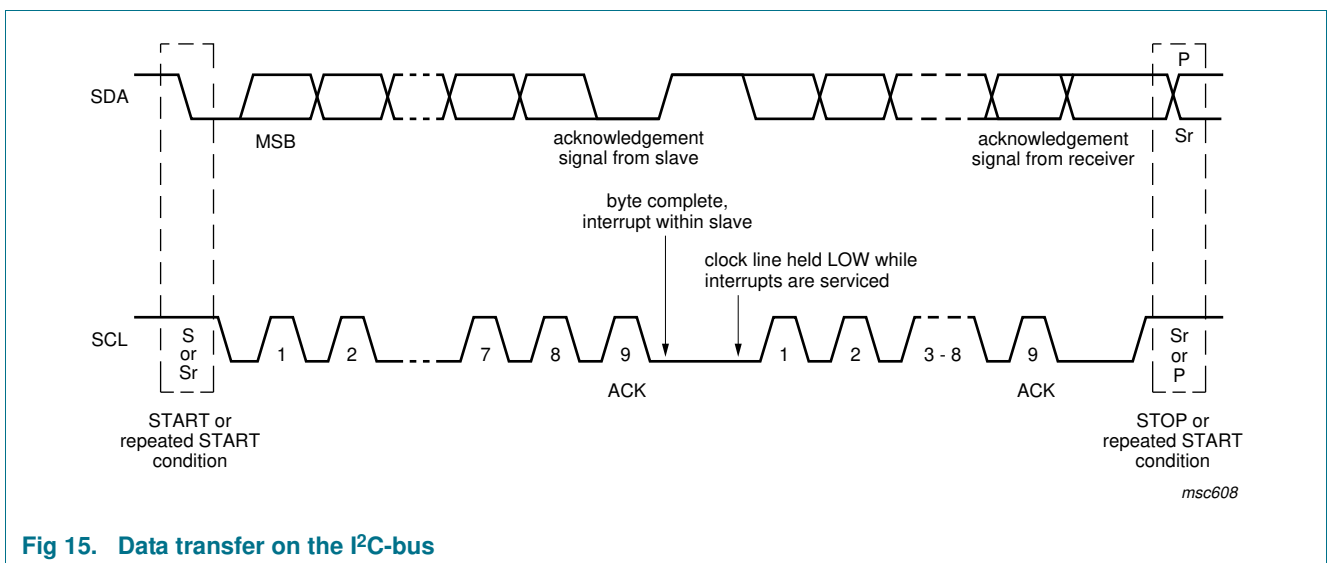 SDA
MSB
acknowledgement
signal from slave
acknowledgement
signal from receiver
P
Sr
byte complete,
interrupt within slave
clock line held LOW while
interrupts are serviced
SCL
S
or
Sr
1
2
7
8
9
1
2
3 - 8
9
Sr
or
P
ACK
ACK
START or
repeated START
condition
STOP or
repeated START
condition
msc608
Fig 15. Data transfer on the I²C-bus